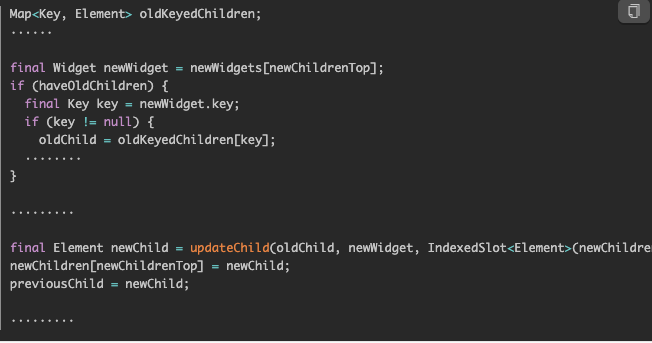 Map<Key, Element> oldKeyedChildren;
......
final Widget newWidget = newWidgets[newChildrenTop];
if (haveOldChildren) {
  final Key key = newWidget.key;
  if (key != null) {
    oldChild = oldKeyedChildren[key];
  ........
}
.........
final Element newChild = updateChild(oldChild, newWidget, IndexedSlot<Element>(newChildre
newChildren[newChildrenTop] = newChild;
previousChild = newChild;
.........